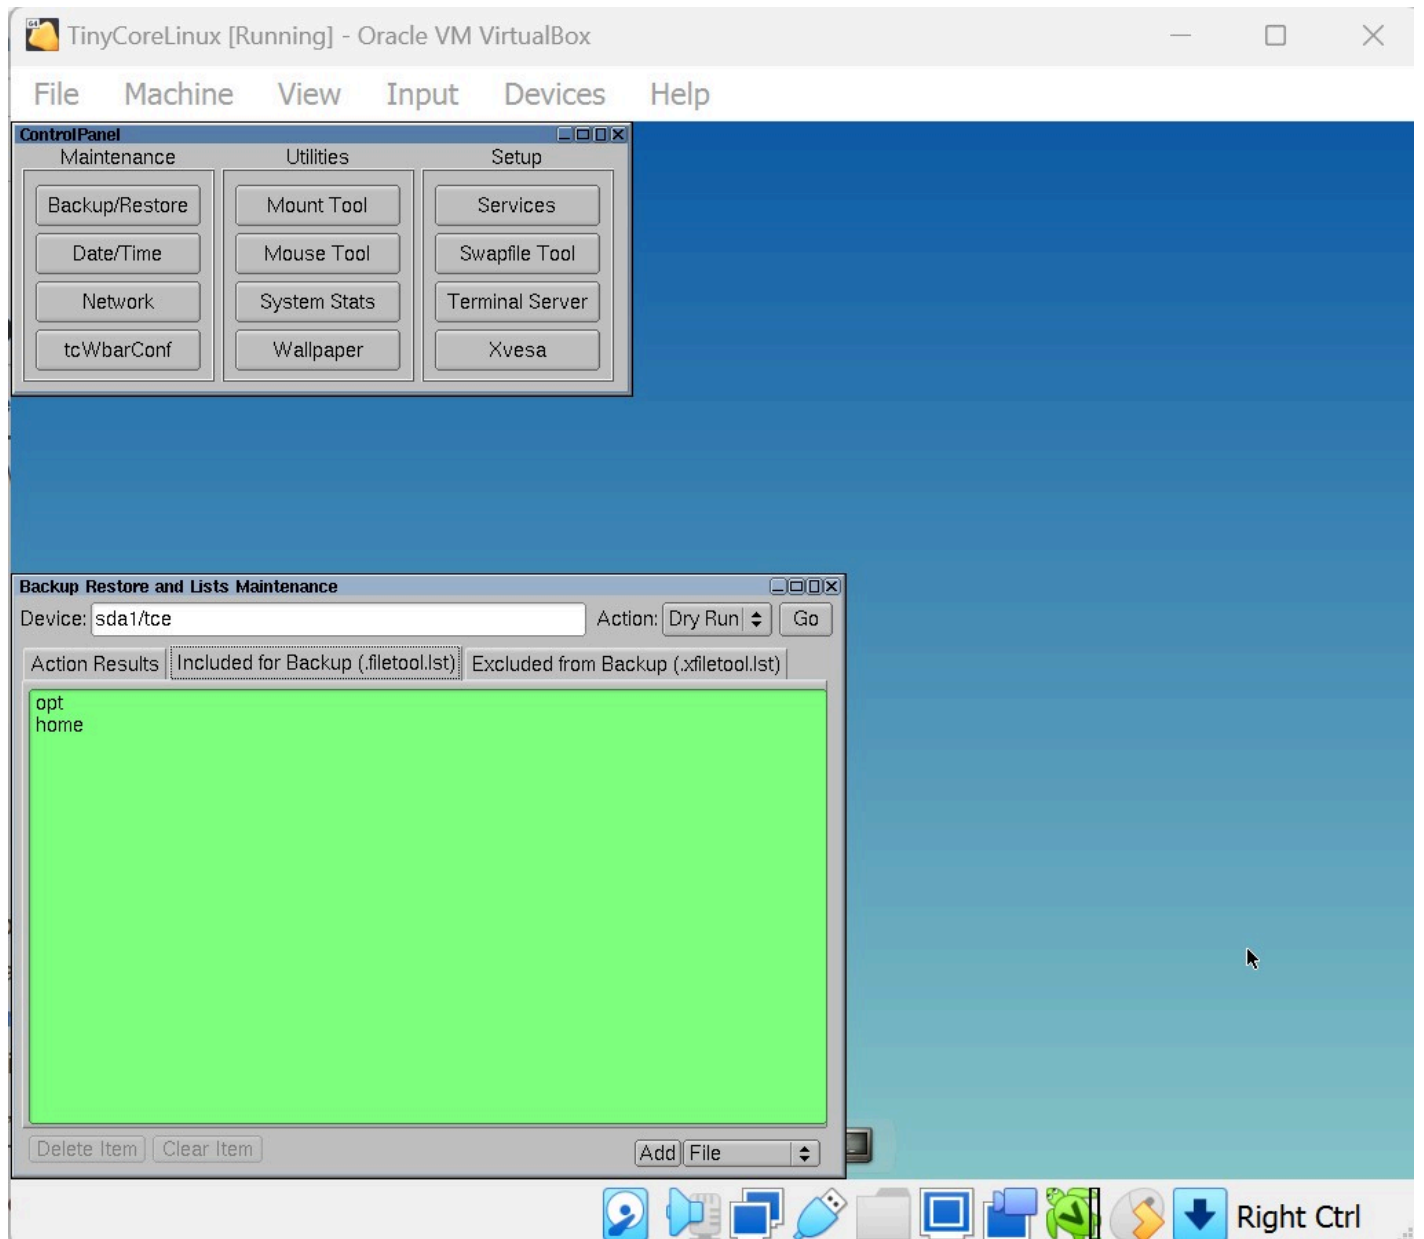 TinyCoreLinux [Running] - Oracle VM VirtualBox
File Machine View Input Devices Help
ControlPanel
Maintenance Utilities Setup
Backup/Restore Mount Tool Services
Date/Time Mouse Tool Swapfile Tool
Network System Stats Terminal Server
tcWbarConf Wallpaper Xvesa
Backup Restore and Lists Maintenance
Device: sda1/tce Action: Dry Run Go
Action Results Included for Backup (.filetool.lst) Excluded from Backup (.xfiletool.lst)
opt
home
Delete Item Clear Item Add File
Right Ctrl